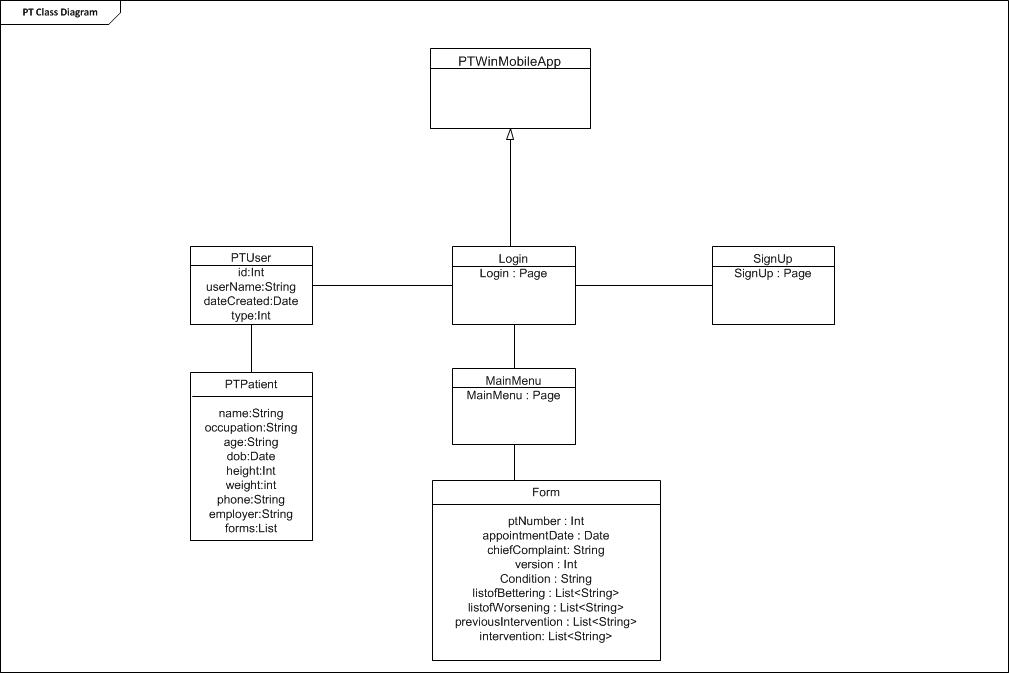 PT Class Diagram
PTWinMobileApp
PTUser
id:Int
userName:String
dateCreated:Date
type:Int
Login
Login : Page
SignUp
SignUp : Page
PTPatient
name:String
occupation:String
age:String
dob:Date
height:Int
weight:int
phone:String
employer:String
forms:List
MainMenu
MainMenu : Page
Form
ptNumber : Int
appointmentDate : Date
chiefComplaint: String
version : Int
Condition : String
listofBettering : List<String>
listofWorsening : List<String>
previousIntervention : List<String>
intervention: List<String>